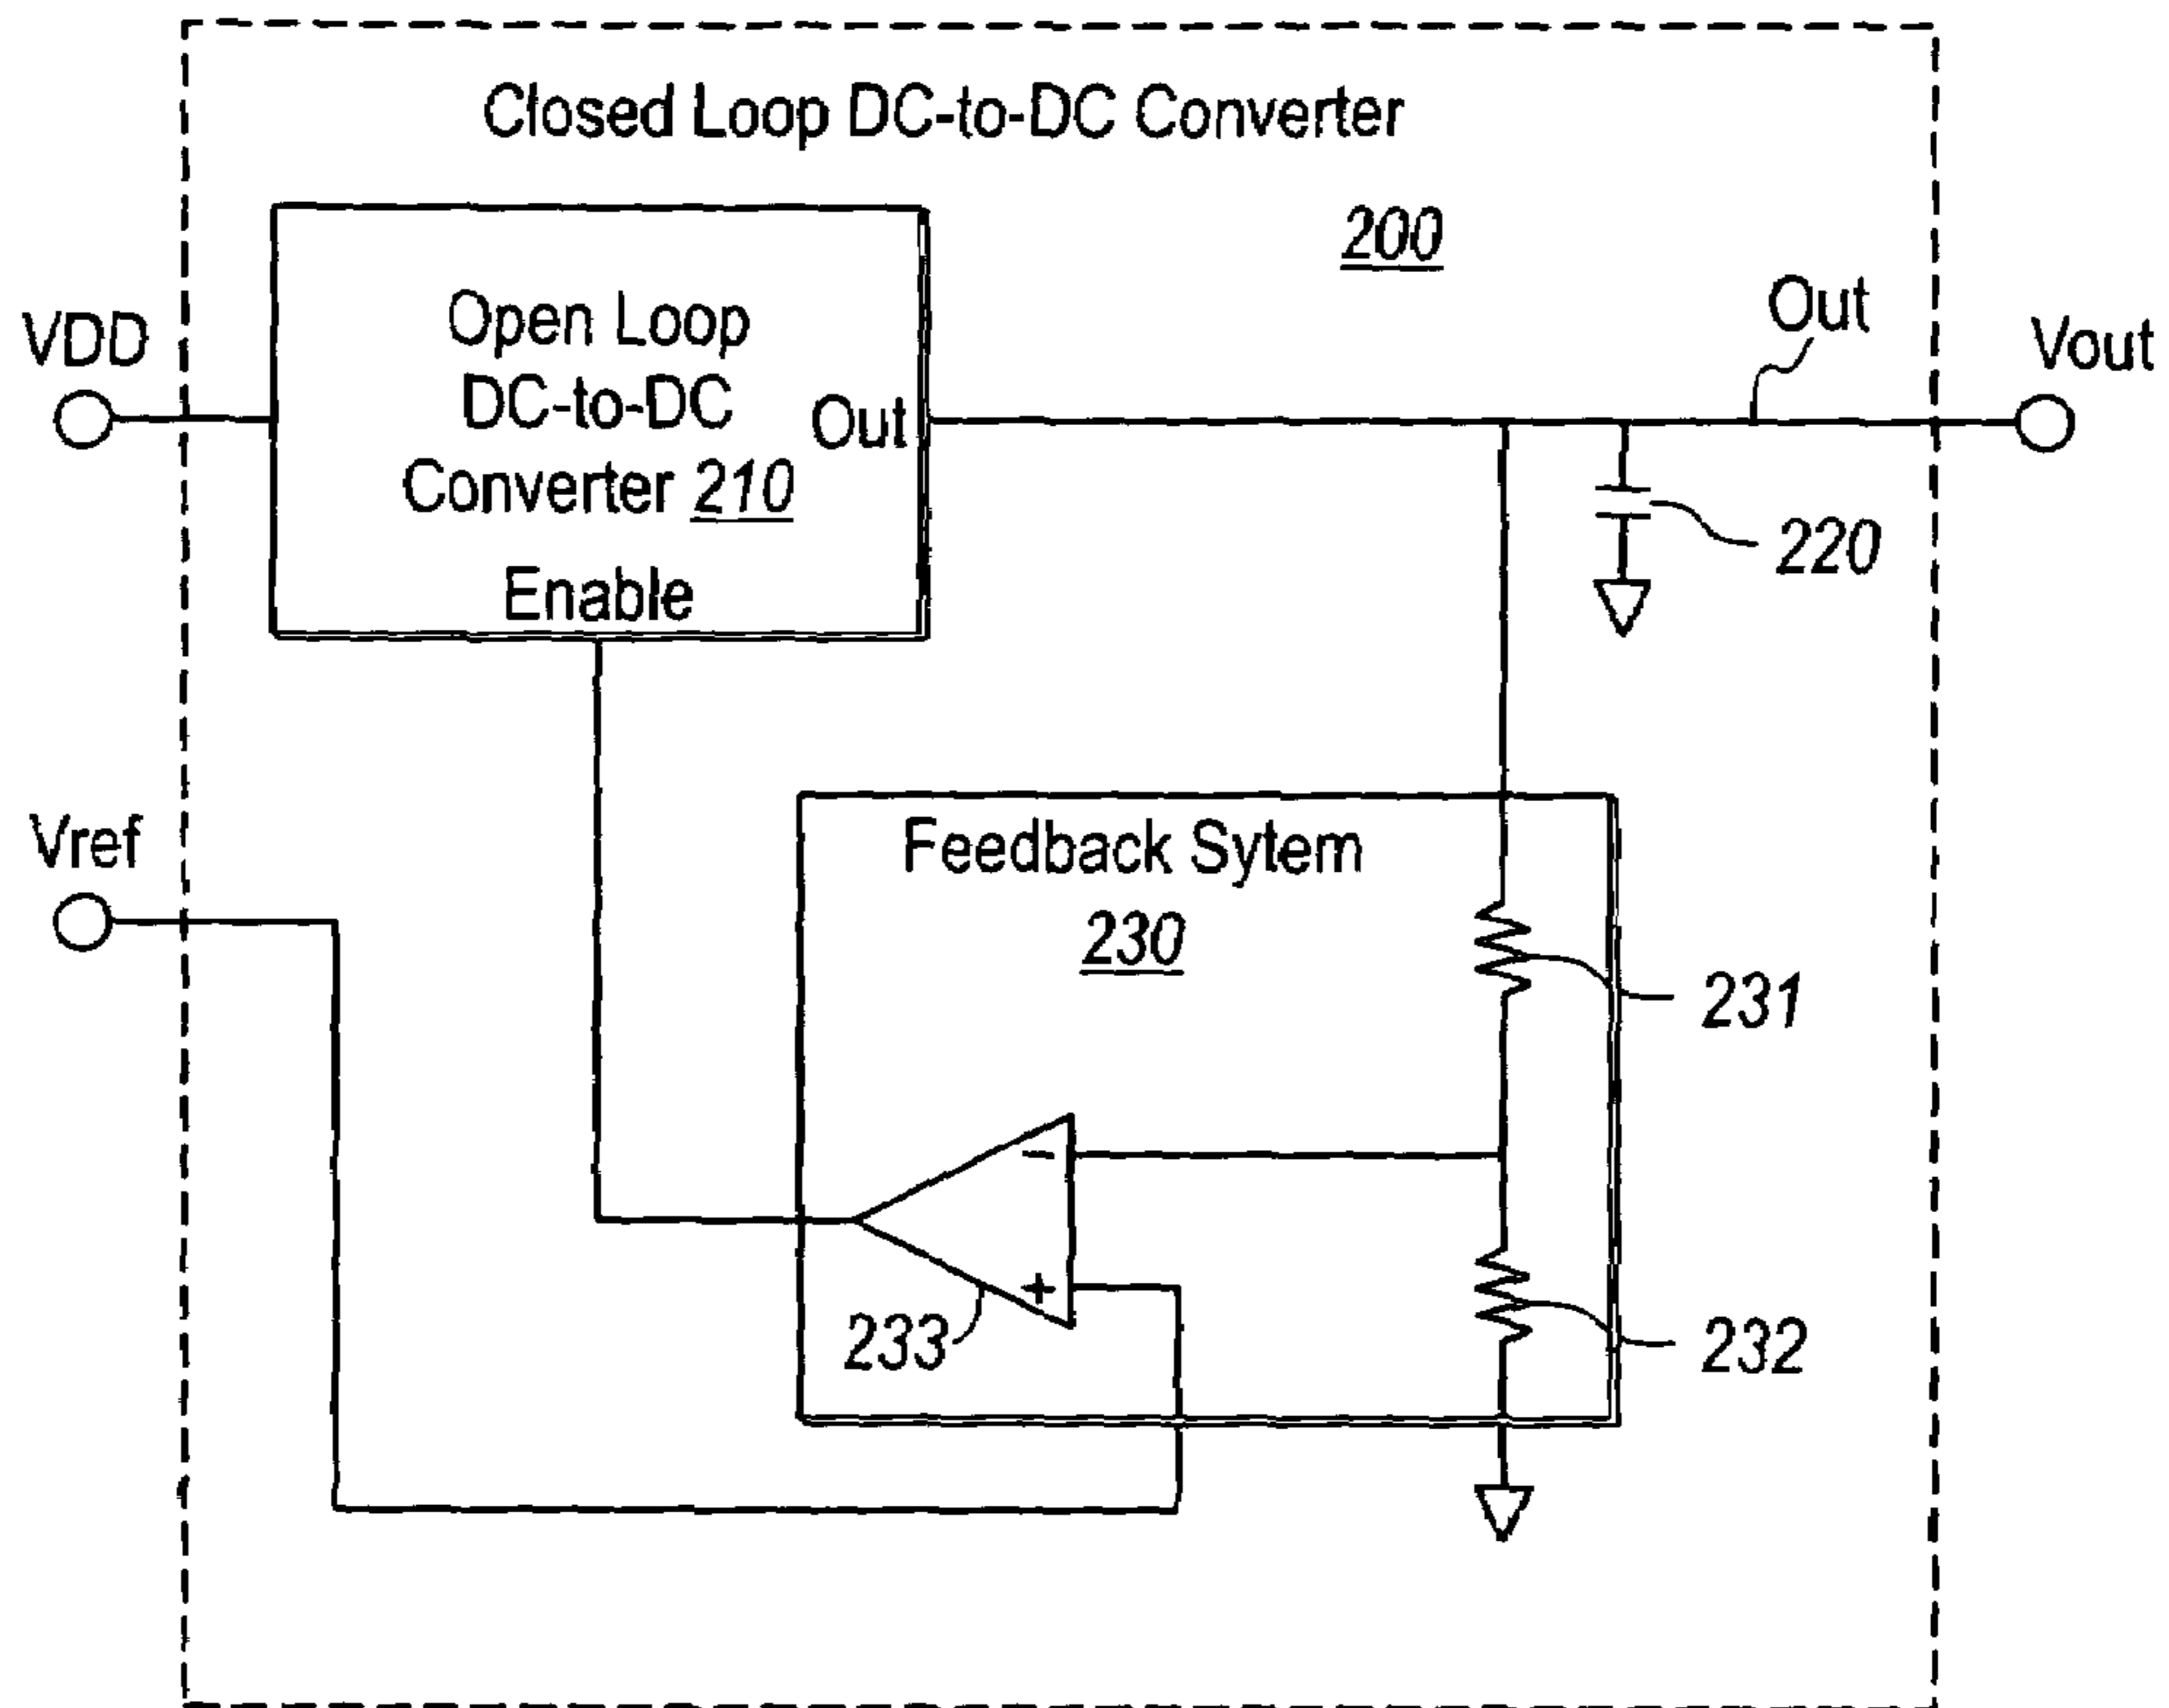 Closed Loop DC-to-DC Converter
200
VDD
Open Loop
DC-to-DC
Converter 210
Out
Enable
Out
Vout
220
Vref
Feedback Sytem
230
231
-
+
233
232